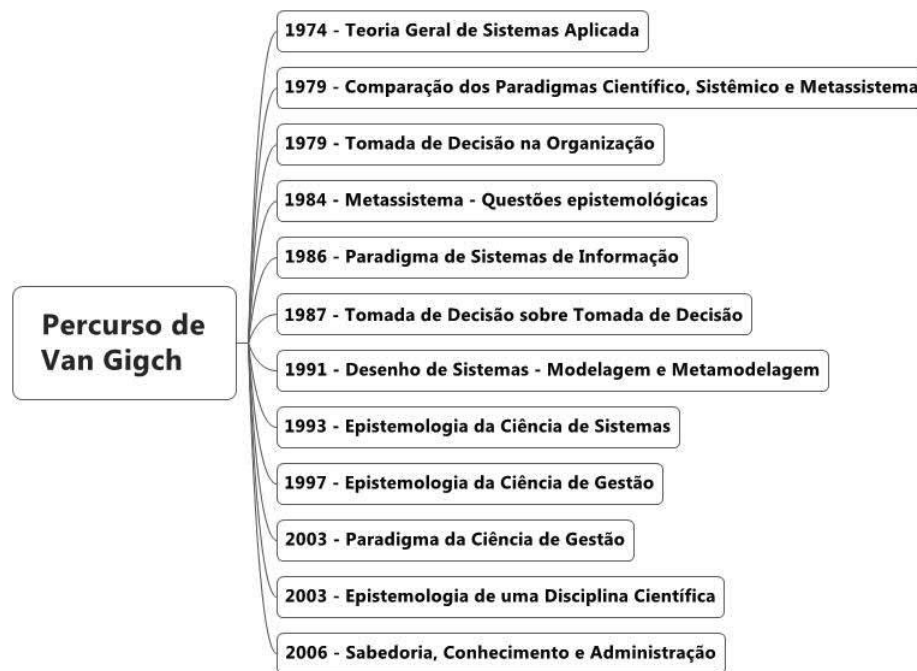 1974 - Teoria Geral de Sistemas Aplicada
1979 - Comparação dos Paradigmas Científico, Sistêmico e Metassistema
1979 - Tomada de Decisão na Organização
1984 - Metassistema - Questões epistemológicas
1986 - Paradigma de Sistemas de Informação
Percurso de
Van Gigch
1987 - Tomada de Decisão sobre Tomada de Decisão
1991 - Desenho de Sistemas - Modelagem e Metamodelagem
1993 - Epistemologia da Ciência de Sistemas
1997 - Epistemologia da Ciência de Gestão
2003 - Paradigma da Ciência de Gestão
2003 - Epistemologia de uma Disciplina Científica
2006 - Sabedoria, Conhecimento e Administração